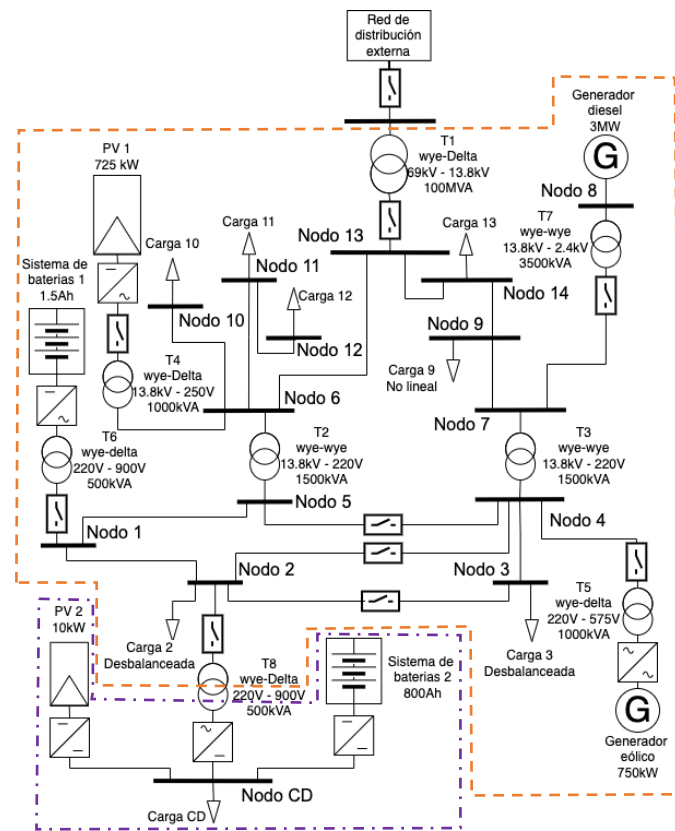 Red de
distribución
externa
Generador
diesel
3MW
G
Nodo 8
T1
wye-Delta
69kV - 13.8kV
100MVA
PV 1
725 kW
T7
wye-wye
13.8kV - 2.4kV
3500kVA
Carga 10
Carga 11
Carga 13
Nodo 13
Sistema de
baterias 1
1.5Ah
Nodo 11
Nodo 14
Carga 12
Nodo 10
Nodo 9
Nodo 12
T4
wye-Delta
13.8kV - 250V
1000kVA
Carga 9
No lineal
Nodo 6
Nodo 7
T6
wye-delta
220V - 900V
500kVA
T2
wye-wye
13.8kV - 220V
1500kVA
T3
wye-wye
13.8kV - 220V
1500kVA
Nodo 5
Nodo 4
Nodo 1
Nodo 2
Nodo 3
T5
wye-delta
220V - 575V
1000kVA
PV 2
10kW
Carga 2
Desbalanceada
Carga 3
Desbalanceada
T8
wye-Delta
220V - 900V
500kVA
Sistema de
baterias 2
800Ah
G
Generador
eólico
750kW
Nodo CD
Carga CD